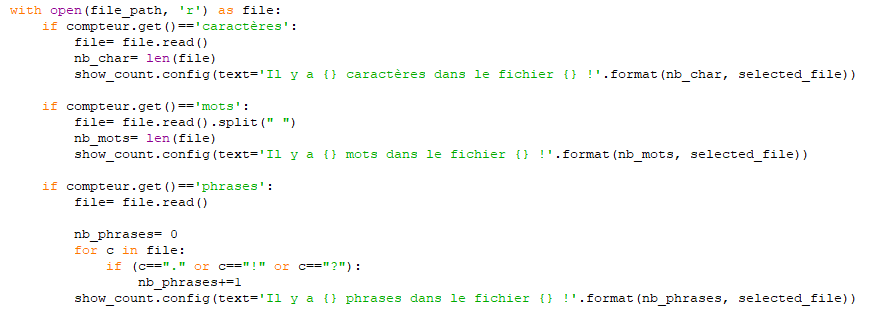 with open(file_path, 'r') as file:
    if compteur.get()=='caractères':
        file= file.read()
        nb_char= len(file)
        show_count.config(text='Il y a {} caractères dans le fichier {} !'.format(nb_char, selected_file))

    if compteur.get()=='mots':
        file= file.read().split(" ")
        nb_mots= len(file)
        show_count.config(text='Il y a {} mots dans le fichier {} !'.format(nb_mots, selected_file))

    if compteur.get()=='phrases':
        file= file.read()

        nb_phrases= 0
        for c in file:
            if (c=="." or c=="!" or c=="?"):
                nb_phrases+=1
        show_count.config(text='Il y a {} phrases dans le fichier {} !'.format(nb_phrases, selected_file))